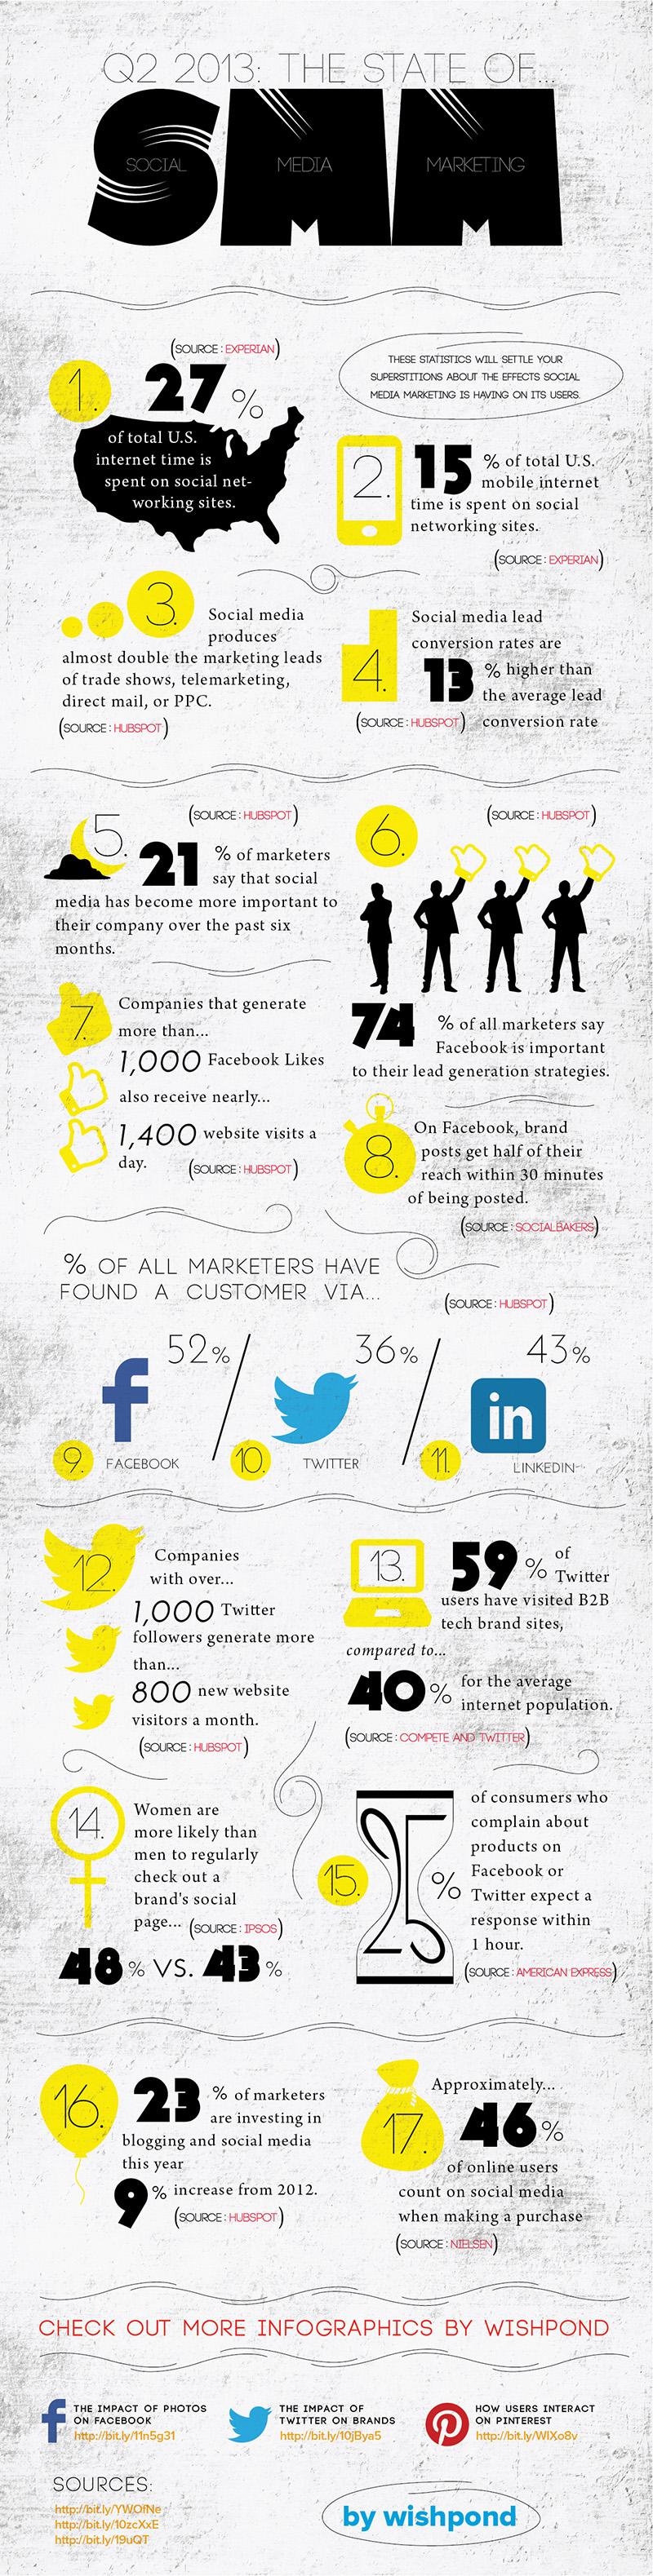 Q2 2013: THE STATE OF...
SOCIAL MEDIA MARKETING
SMM
(SOURCE: EXPERIAN)
1. 27%
of total U.S.
internet time is
spent on social net-
working sites.
THESE STATISTICS WILL SETTLE YOUR
SUPERSTITIONS ABOUT THE EFFECTS SOCIAL
MEDIA MARKETING IS HAVING ON ITS USERS.
2. 15 % of total U.S.
mobile internet
time is spent on social
networking sites.
(SOURCE: EXPERIAN)
3. Social media
produces
almost double the marketing leads
of trade shows, telemarketing,
direct mail, or PPC.
(SOURCE: HUBSPOT)
4. Social media lead
conversion rates are
13 % higher than
the average lead
conversion rate
(SOURCE: HUBSPOT)
(SOURCE: HUBSPOT)
5. 21 % of marketers
say that social
media has become more important to
their company over the past six
months.
(SOURCE: HUBSPOT)
6.
74 % of all marketers say
Facebook is important
to their lead generation strategies.
7. Companies that generate
more than...
1,000 Facebook Likes
also receive nearly...
1,400 website visits a
day. (SOURCE: HUBSPOT)
8. On Facebook, brand
posts get half of their
reach within 30 minutes
of being posted.
(SOURCE: SOCIALBAKERS)
% OF ALL MARKETERS HAVE
FOUND A CUSTOMER VIA...
(SOURCE: HUBSPOT)
52%
9. FACEBOOK
36%
10. TWITTER
43%
in
11. LINKEDIN
12. Companies
with over...
1,000 Twitter
followers generate more
than...
800 new website
visitors a month.
(SOURCE: HUBSPOT)
13. 59% of
Twitter
users have visited B2B
tech brand sites,
compared to...
40% for the average
internet population.
(SOURCE: COMPETE AND TWITTER)
14. Women are
more likely than
men to regularly
check out a
brand's social
page... (SOURCE: IPSOS)
48% VS. 43%
15. 25%
of consumers who
complain about
products on
Facebook or
Twitter expect a
response within
1 hour.
(SOURCE: AMERICAN EXPRESS)
16. 23 % of marketers
are investing in
blogging and social media
this year
9% increase from 2012.
(SOURCE: HUBSPOT)
17. Approximately...
46%
of online users
count on social media
when making a purchase
(SOURCE: NIELSEN)
CHECK OUT MORE INFOGRAPHICS BY WISHPOND
THE IMPACT OF PHOTOS
ON FACEBOOK
http://bit.ly/11n5g31
THE IMPACT OF
TWITTER ON BRANDS
http://bit.ly/10jBya5
HOW USERS INTERACT
ON PINTEREST
http://bit.ly/WIXo8v
SOURCES:
http://bit.ly/YWOfNe
http://bit.ly/10zcXxE
http://bit.ly/19uQT
by wishpond